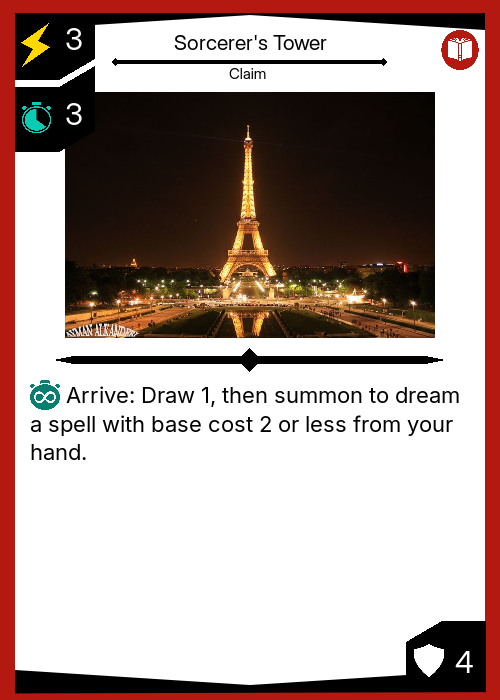 3
Sorcerer's Tower
Claim
3
Arrive: Draw 1, then summon to dream
a spell with base cost 2 or less from your
hand.
4